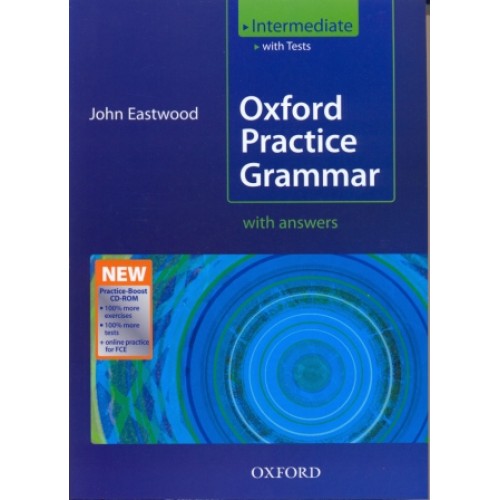 Intermediate
with Tests
John Eastwood
Oxford
Practice
Grammar
with answers
NEW
Practice-Boost
CD-ROM
• 100% more
exercises
• 100% more
tests
+ online practice
for FCE
OXFORD